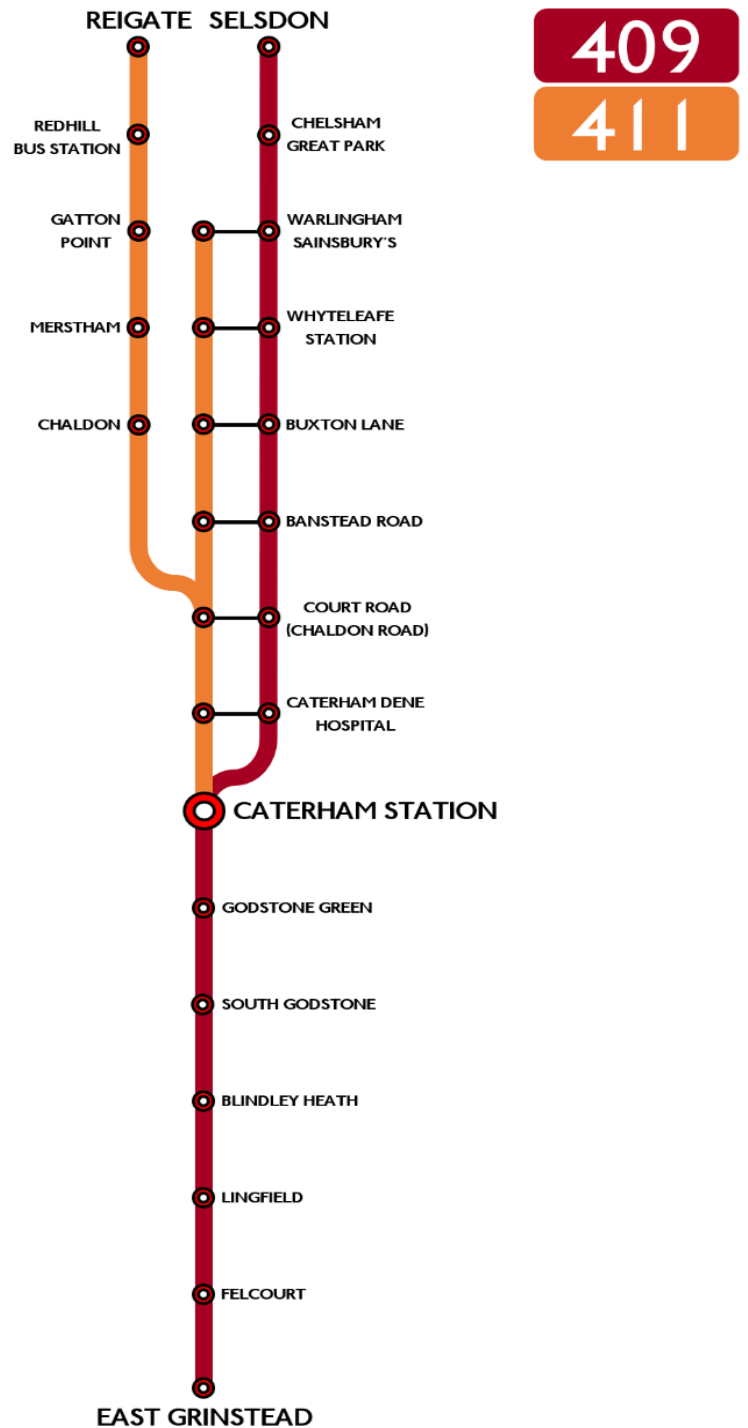 REIGATE SELSDON
409
411
REDHILL
BUS STATION
CHELSHAM
GREAT PARK
GATTON
POINT
WARLINGHAM
SAINSBURY'S
MERSTHAM
WHYTELEAFE
STATION
CHALDON
BUXTON LANE
BANSTEAD ROAD
COURT ROAD
(CHALDON ROAD)
CATERHAM DENE
HOSPITAL
CATERHAM STATION
GODSTONE GREEN
SOUTH GODSTONE
BLINDLEY HEATH
LINGFIELD
FELCOURT
EAST GRINSTEAD